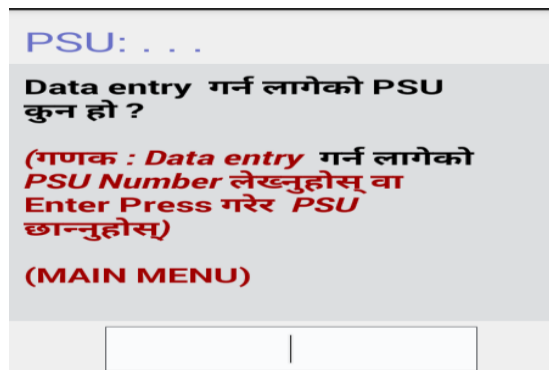 PSU: . . .
Data entry गर्न लागेको PSU
कुन हो ?
(गणक : Data entry गर्न लागेको
PSU Number लेख्नुहोस् वा
Enter Press गरेर PSU
छान्नुहोस्)
(MAIN MENU)